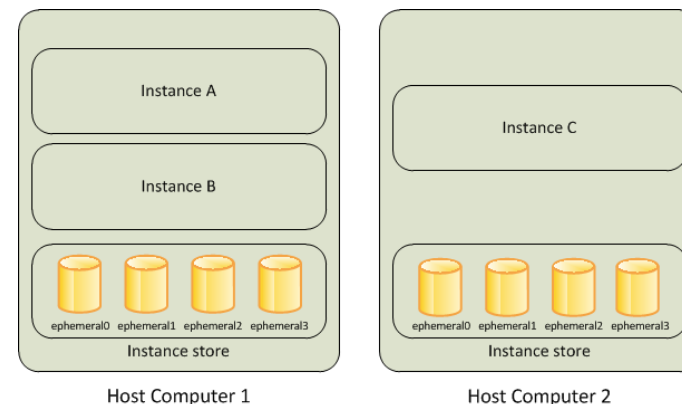 Instance A
Instance B
ephemeral0 ephemeral1 ephemeral2 ephemeral3
Instance store
Host Computer 1
Instance C
ephemeral0 ephemeral1 ephemeral2 ephemeral3
Instance store
Host Computer 2